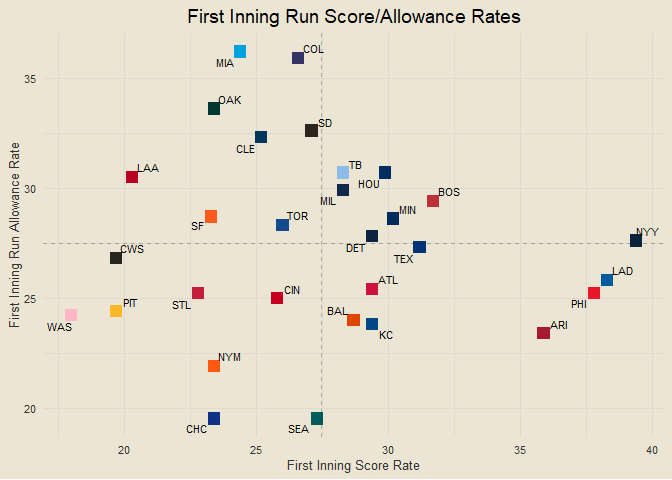 First Inning Run Score/Allowance Rates
COL
MIA
35
OAK
SD
CLE
TB
LAA
HOU
30
BOS
MIL
MIN
TOR
SF
NYY
DET
CWS
TEX
LAD
ATL
CIN
25
PIT
STL
PHI
BAL
ARI
WAS
KC
NYM
20
CHC
SEA
20
25
30
35
40
First Inning Score Rate
First Inning Run Allowance Rate